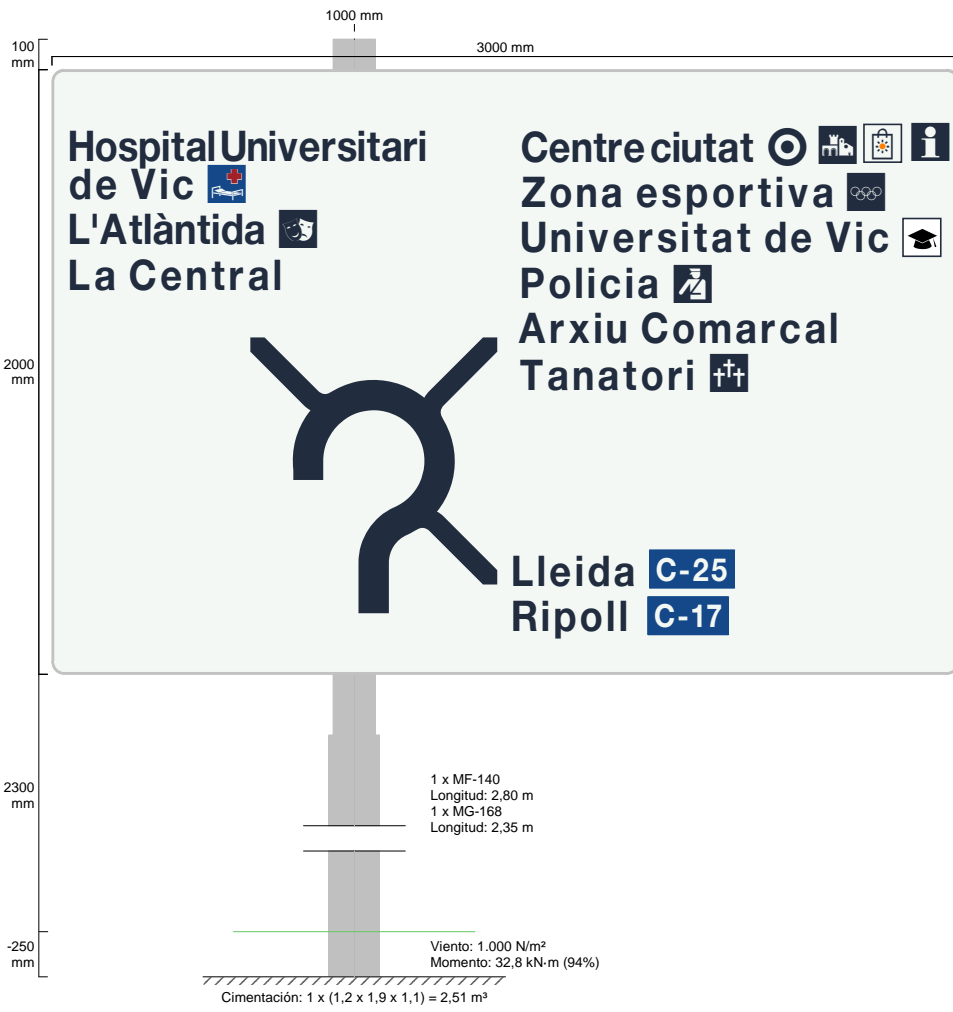 1000 mm
100
mm
3000 mm
Hospital Universitari
de Vic
L'Atlàntida
La Central
Centre ciutat
Zona esportiva
Universitat de Vic
Policia
Arxiu Comarcal
Tanatori
2000
mm
Lleida C-25
Ripoll C-17
2300
mm
1 x MF-140
Longitud: 2,80 m
1 x MG-168
Longitud: 2,35 m
-250
mm
Viento: 1.000 N/m²
Momento: 32,8 kN·m (94%)
Cimentación: 1 x (1,2 x 1,9 x 1,1) = 2,51 m³